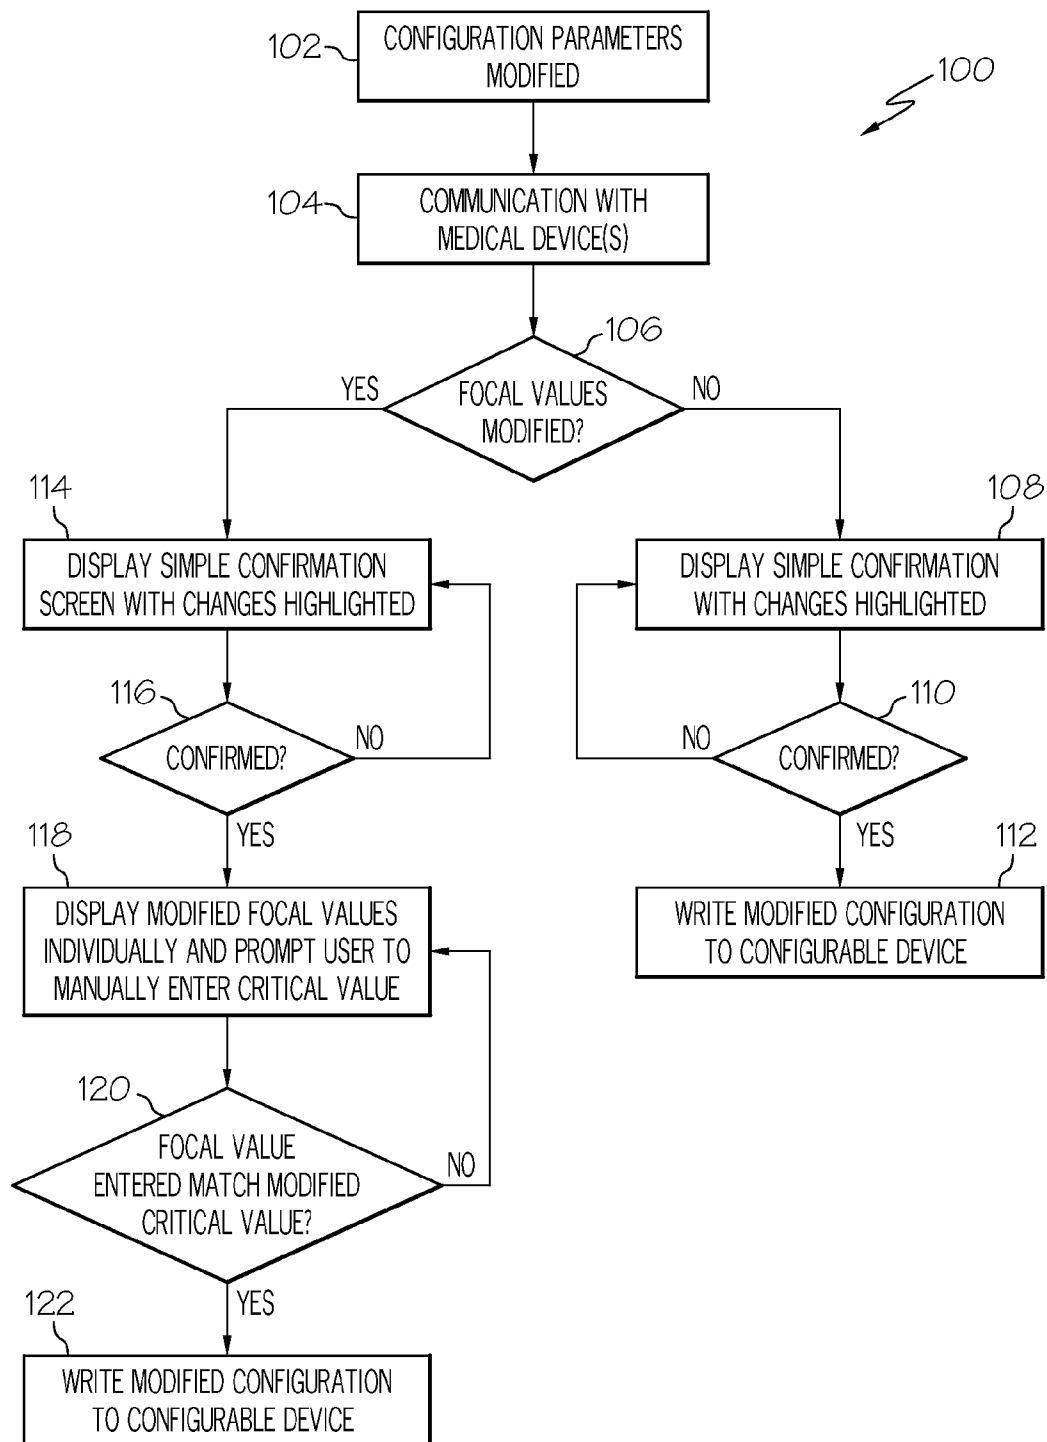 102
CONFIGURATION PARAMETERS
MODIFIED
100
104
COMMUNICATION WITH
MEDICAL DEVICE(S)
106
YES
FOCAL VALUES
MODIFIED?
NO
114
DISPLAY SIMPLE CONFIRMATION
SCREEN WITH CHANGES HIGHLIGHTED
116
CONFIRMED?
NO
YES
118
DISPLAY MODIFIED FOCAL VALUES
INDIVIDUALLY AND PROMPT USER TO
MANUALLY ENTER CRITICAL VALUE
120
FOCAL VALUE
ENTERED MATCH MODIFIED
CRITICAL VALUE?
NO
YES
122
WRITE MODIFIED CONFIGURATION
TO CONFIGURABLE DEVICE
108
DISPLAY SIMPLE CONFIRMATION
WITH CHANGES HIGHLIGHTED
110
NO
CONFIRMED?
YES
112
WRITE MODIFIED CONFIGURATION
TO CONFIGURABLE DEVICE